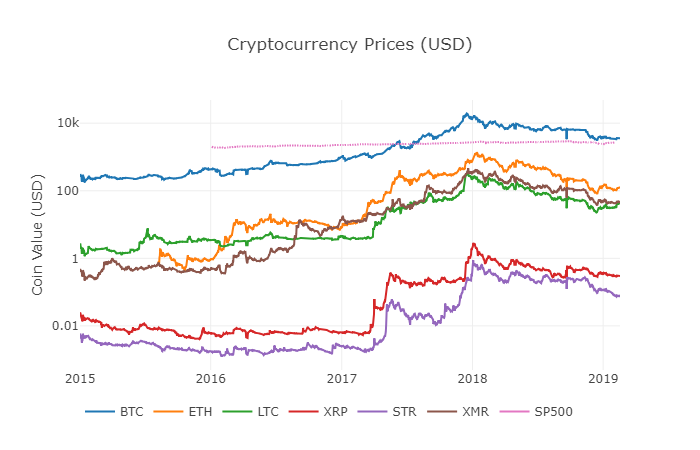 Cryptocurrency Prices (USD)
Coin Value (USD)
10k
100
1
0.01
2015 2016 2017 2018 2019
BTC ETH LTC XRP STR XMR SP500